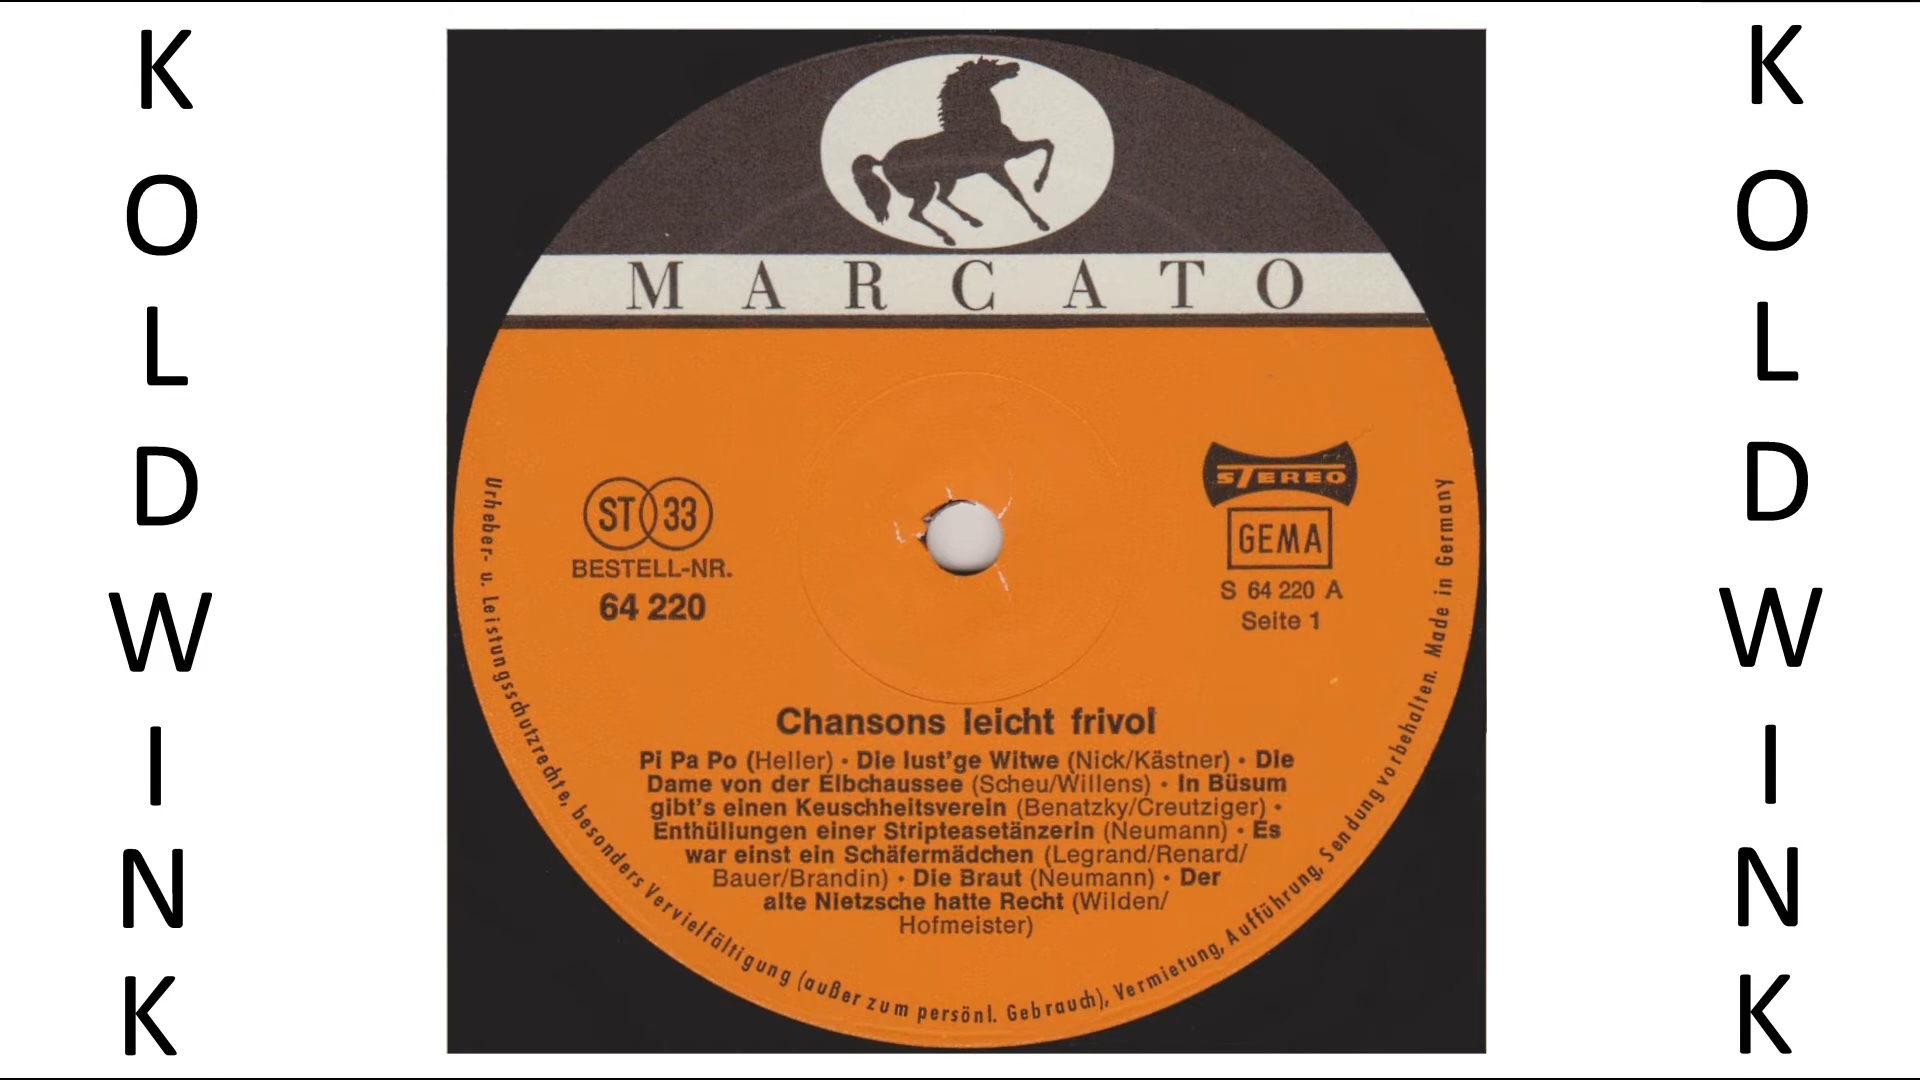 K
O
L
D
W
I
N
K
MARCATO
ST 33
BESTELL-NR.
64 220
STEREO
GEMA
S 64 220 A
Seite 1
Chansons leicht frivol
Pi Pa Po (Heller) • Die lust'ge Witwe (Nick/Kästner) • Die
Dame von der Elbchaussee (Scheu/Willens) • In Büsum
gibt's einen Keuschheitsverein (Benatzky/Creutziger) •
Enthüllungen einer Stripteasetänzerin (Neumann) • Es
war einst ein Schäfermädchen (Legrand/Renard/
Bauer/Brandin) • Die Braut (Neumann) • Der
alte Nietzsche hatte Recht (Wilden/
Hofmeister)
Urheber- u. Leistungsschutzrechte, besonders Vervielfältigung (außer zum persönl. Gebrauch), Vermietung, Aufführung, Sendung vorbehalten. Made in Germany
K
O
L
D
W
I
N
K